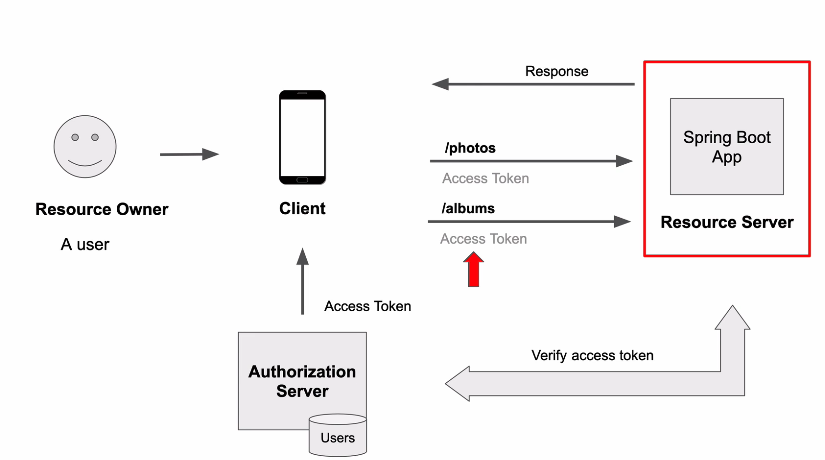 Response
Spring Boot
App
/photos
Access Token
Resource Owner
Client
/albums
Resource Server
Access Token
A user
Access Token
Verify access token
Authorization
Server
Users